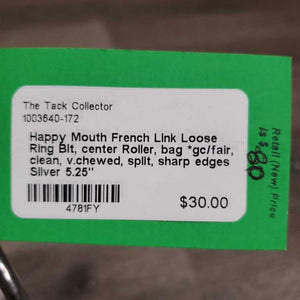 The Tack Collector
1003640-172
Happy Mouth French Link Loose
Ring Bit, center Roller, bag *gc/fair,
clean, v.chewed, split, sharp edges
Silver 5.25"
4781FY
$30.00
Retail (New) Price
is $80